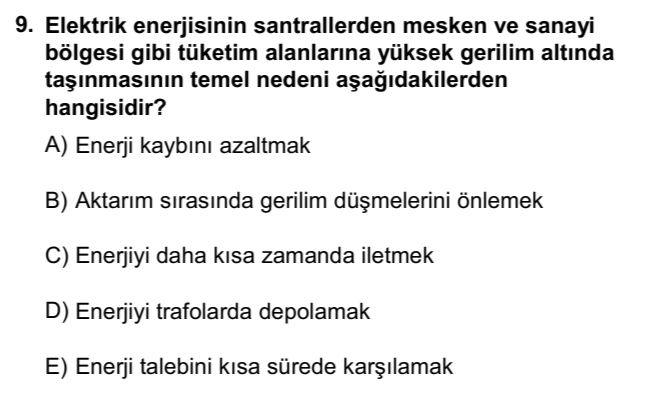 9. Elektrik enerjisinin santrallerden mesken ve sanayi
bölgesi gibi tüketim alanlarına yüksek gerilim altında
taşınmasının temel nedeni aşağıdakilerden
hangisidir?
A) Enerji kaybını azaltmak
B) Aktarım sırasında gerilim düşmelerini önlemek
C) Enerjiyi daha kısa zamanda iletmek
D) Enerjiyi trafolarda depolamak
E) Enerji talebini kısa sürede karşılamak